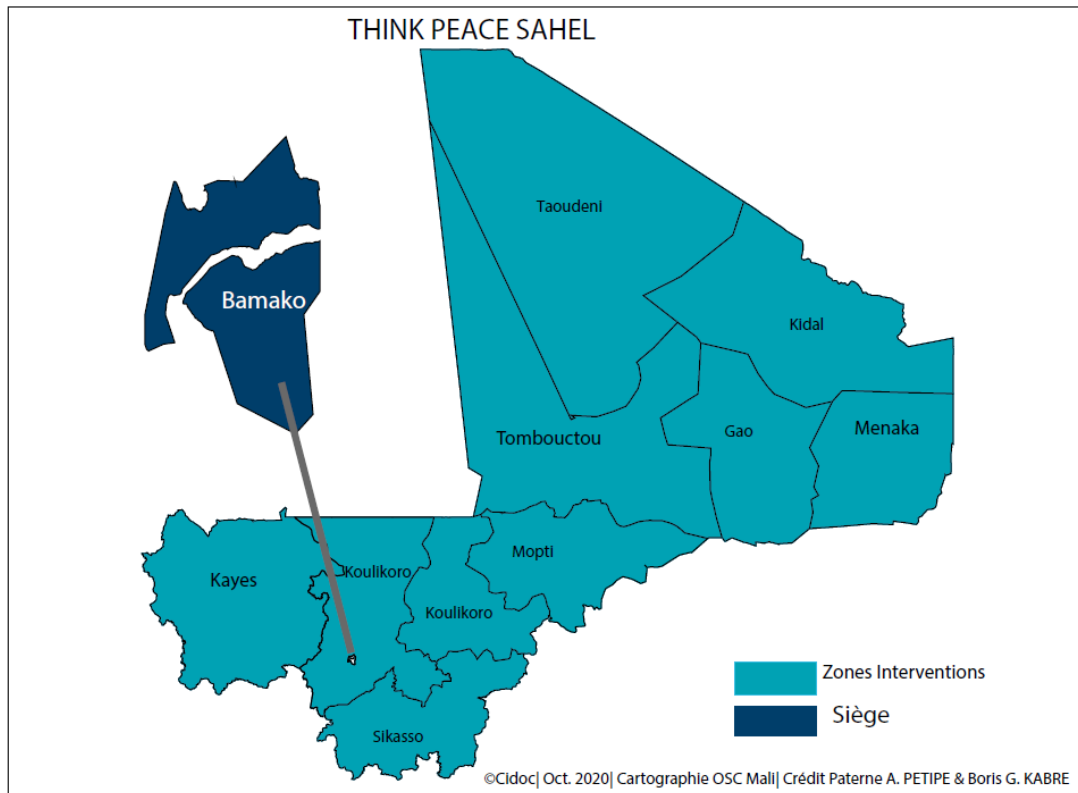 THINK PEACE SAHEL
Taoudeni
Bamako
Kidal
Tombouctou
Gao
Menaka
Mopti
Kayes
Koulikoro
Koulikoro
Sikasso
Zones Interventions
Siège
©Cidoc| Oct. 2020| Cartographie OSC Mali| Crédit Paterne A. PETIPE & Boris G. KABRE